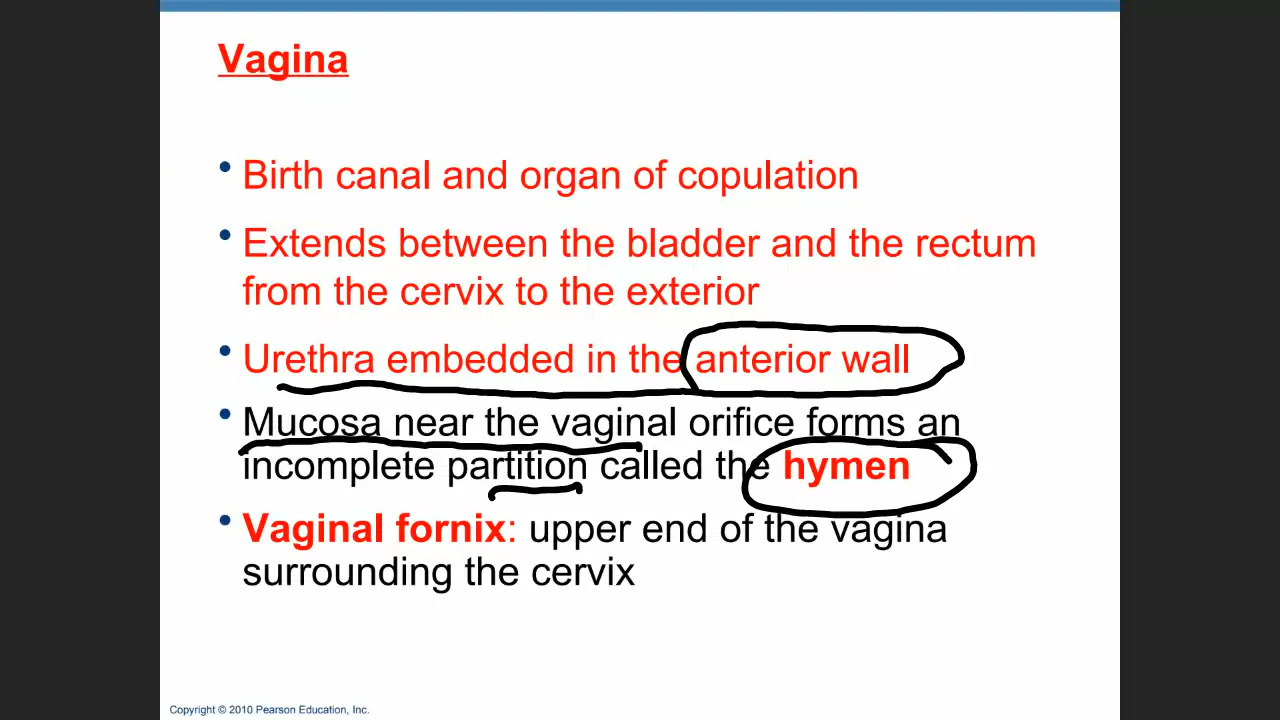 Vagina
• Birth canal and organ of copulation
• Extends between the bladder and the rectum
from the cervix to the exterior
• Urethra embedded in the anterior wall
• Mucosa near the vaginal orifice forms an
incomplete partition called the hymen
• Vaginal fornix: upper end of the vagina
surrounding the cervix
Copyright © 2010 Pearson Education, Inc.